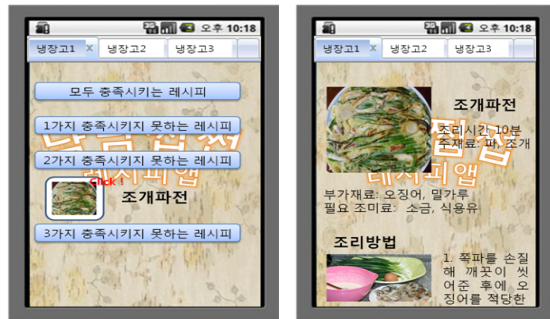 오후 10:18
냉장고1 x 냉장고2 냉장고3
모두 충족시키는 레시피
1가지 충족시키지 못하는 레시피
2가지 충족시키지 못하는 레시피
레시피앱
Click !
조개파전
3가지 충족시키지 못하는 레시피
오후 10:18
냉장고1 x 냉장고2 냉장고3
조개파전
조리시간 10분
주재료: 파, 조개
레시피앱
부가재료: 오징어, 밀가루
필요 조미료: 소금, 식용유
조리방법
1. 쪽파를 손질
해 깨끗이 씻
어준 후에 오
징어를 적당한